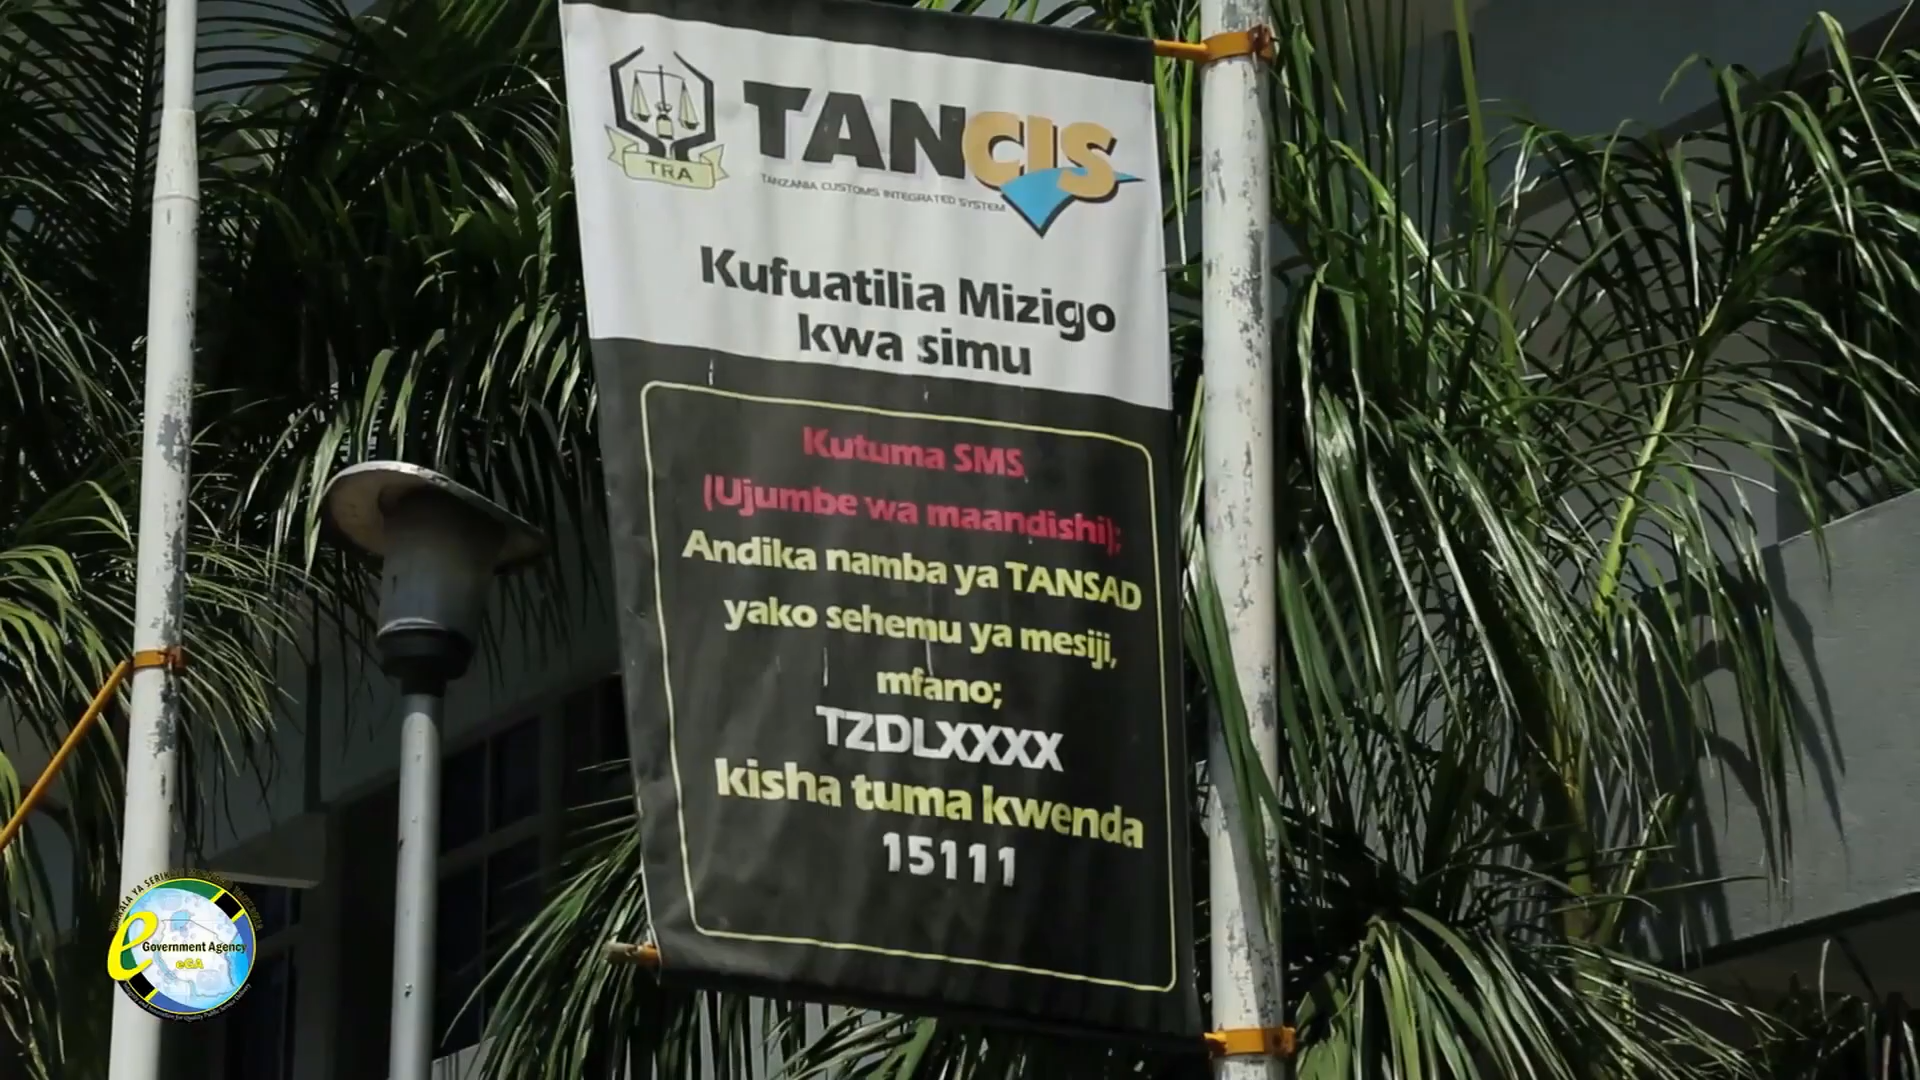 TRA
TANCIS
TANZANIA CUSTOMS INTEGRATED SYSTEM
Kufuatilia Mizigo
kwa simu
Kutuma SMS
(Ujumbe wa maandishi);
Andika namba ya TANSAD
yako sehemu ya mesiji,
mfano;
TZDLXXXX
kisha tuma kwenda
15111
e Government Agency
eGA